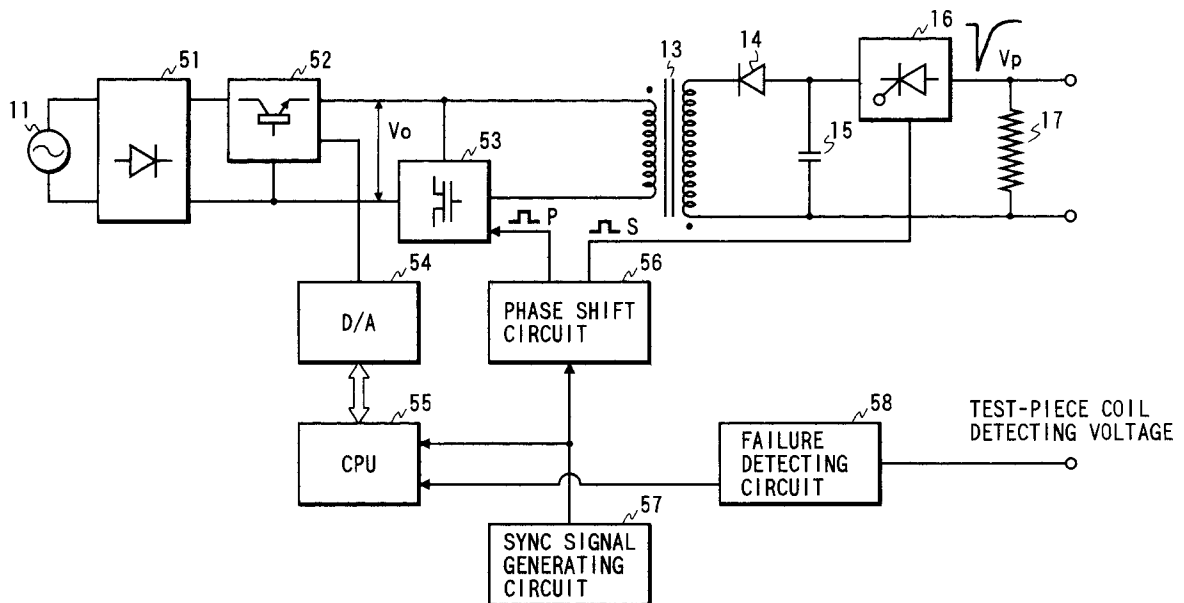 51
52
11
Vo
53
P
S
13
14
15
16
Vp
17
54
D/A
56
PHASE SHIFT
CIRCUIT
55
CPU
58
FAILURE
DETECTING
CIRCUIT
TEST-PIECE COIL
DETECTING VOLTAGE
57
SYNC SIGNAL
GENERATING
CIRCUIT